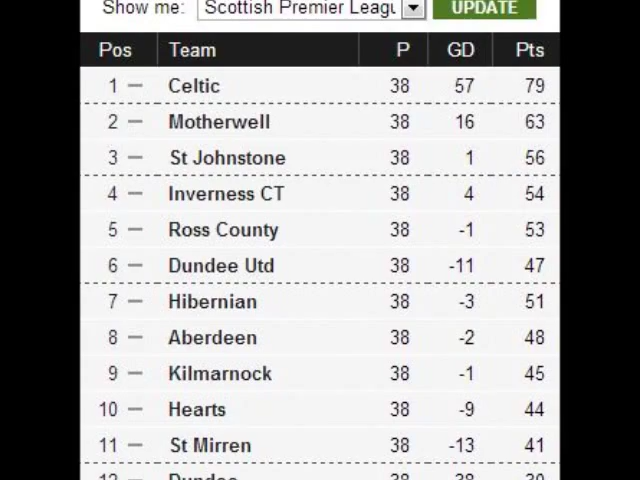 Show me: Scottish Premier Leagu UPDATE
Pos Team P GD Pts
1 — Celtic 38 57 79
2 — Motherwell 38 16 63
3 — St Johnstone 38 1 56
4 — Inverness CT 38 4 54
5 — Ross County 38 -1 53
6 — Dundee Utd 38 -11 47
7 — Hibernian 38 -3 51
8 — Aberdeen 38 -2 48
9 — Kilmarnock 38 -1 45
10 — Hearts 38 -9 44
11 — St Mirren 38 -13 41
12 — Dundee 38 -38 30